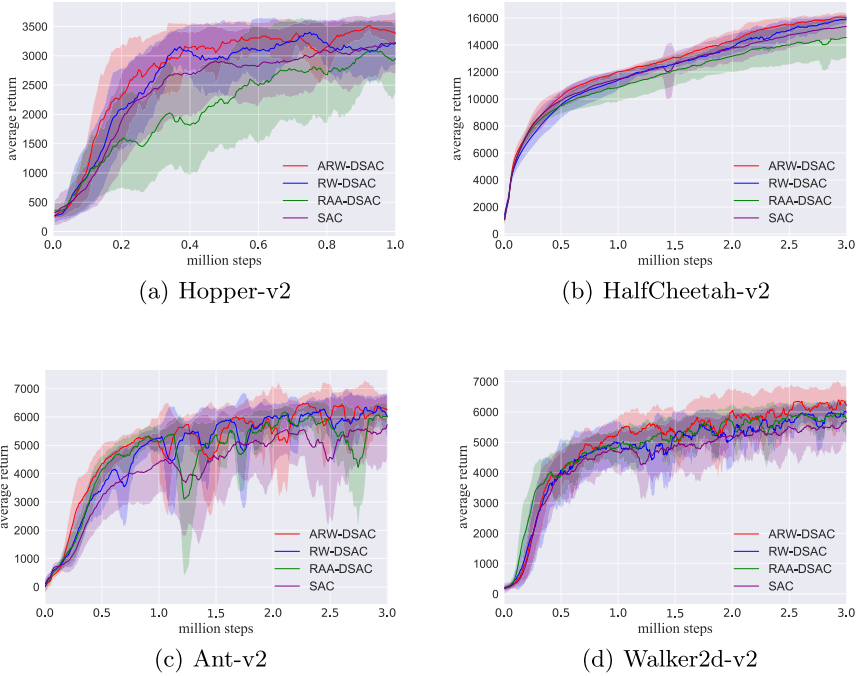 3500
3000
2500
2000
1500
1000
500
0
average return
ARW-DSAC
RW-DSAC
RAA-DSAC
SAC
0.0 0.2 0.4 0.6 0.8 1.0
million steps
(a) Hopper-v2
16000
14000
12000
10000
8000
6000
4000
2000
0
average return
ARW-DSAC
RW-DSAC
RAA-DSAC
SAC
0.0 0.5 1.0 1.5 2.0 2.5 3.0
million steps
(b) HalfCheetah-v2
7000
6000
5000
4000
3000
2000
1000
0
average return
ARW-DSAC
RW-DSAC
RAA-DSAC
SAC
0.0 0.5 1.0 1.5 2.0 2.5 3.0
million steps
(c) Ant-v2
7000
6000
5000
4000
3000
2000
1000
0
average return
ARW-DSAC
RW-DSAC
RAA-DSAC
SAC
0.0 0.5 1.0 1.5 2.0 2.5 3.0
million steps
(d) Walker2d-v2